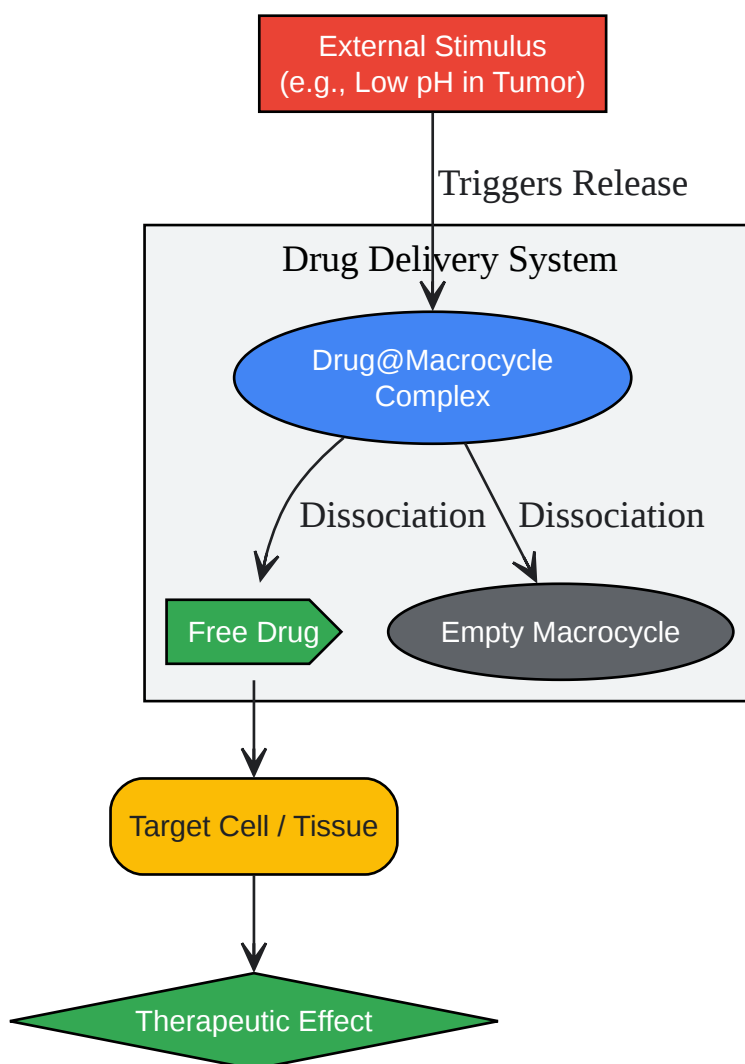 External Stimulus
(e.g., Low pH in Tumor)
Triggers Release
Drug Delivery System
Drug@Macrocycle
Complex
Dissociation
Dissociation
Free Drug
Empty Macrocycle
Target Cell / Tissue
Therapeutic Effect